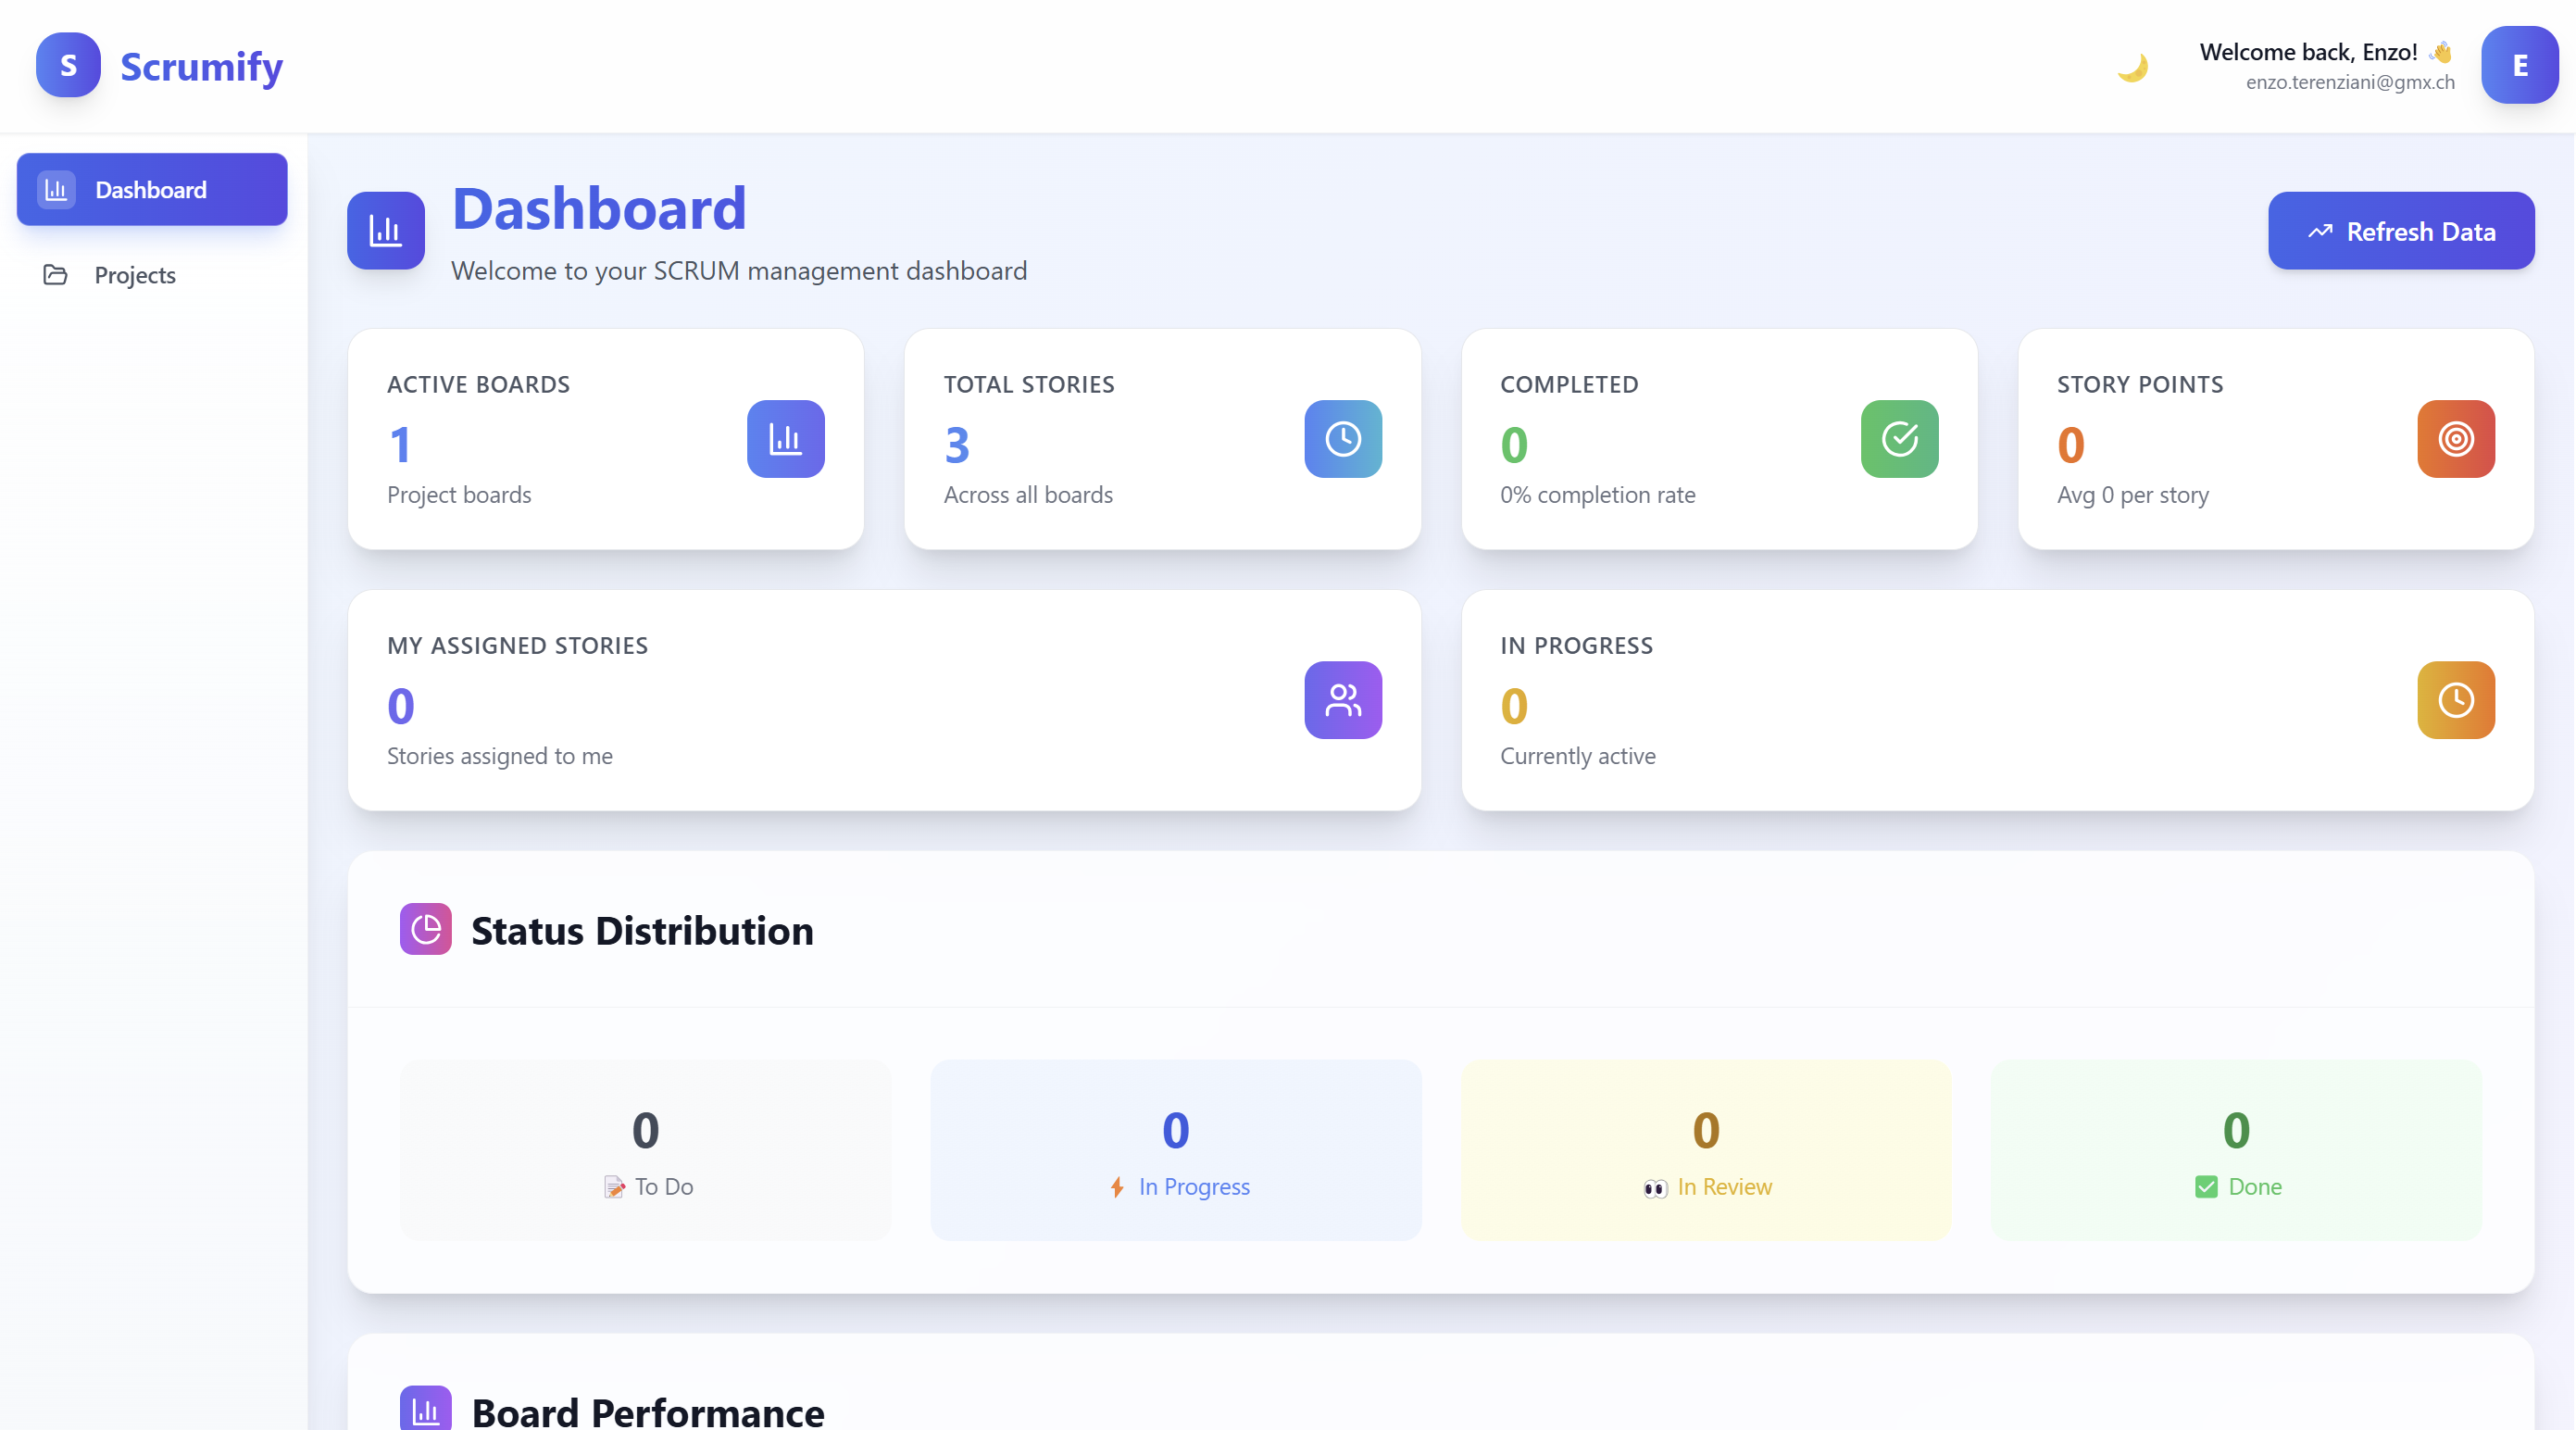 S Scrumify
Welcome back, Enzo! 👋
enzo.terenziani@gmx.ch
E
Dashboard
Projects
Dashboard
Welcome to your SCRUM management dashboard
Refresh Data
ACTIVE BOARDS
1
Project boards
TOTAL STORIES
3
Across all boards
COMPLETED
0
0% completion rate
STORY POINTS
0
Avg 0 per story
MY ASSIGNED STORIES
0
Stories assigned to me
IN PROGRESS
0
Currently active
Status Distribution
0
📝 To Do
0
⚡ In Progress
0
👀 In Review
0
✅ Done
Board Performance